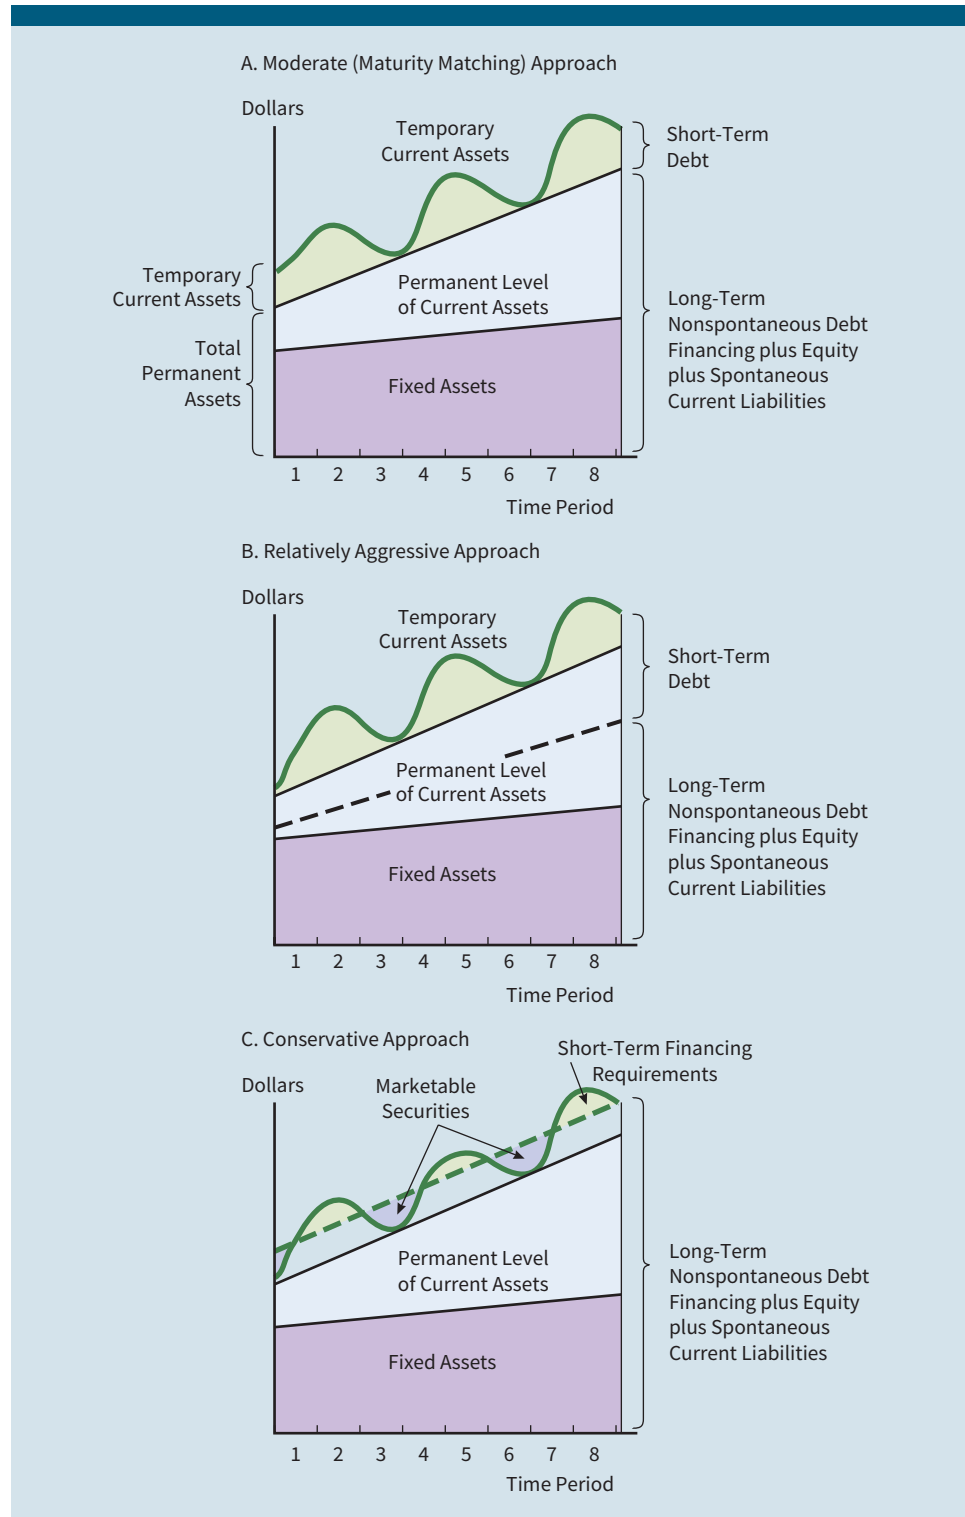 A. Moderate (Maturity Matching) Approach
Dollars
Temporary
Current Assets
Short-Term
Debt
Temporary
Current Assets
Permanent Level
of Current Assets
Long-Term
Nonspontaneous Debt
Financing plus Equity
plus Spontaneous
Current Liabilities
Total
Permanent
Assets
Fixed Assets
1 2 3 4 5 6 7 8
Time Period
B. Relatively Aggressive Approach
Dollars
Temporary
Current Assets
Short-Term
Debt
Permanent Level
of Current Assets
Long-Term
Nonspontaneous Debt
Financing plus Equity
plus Spontaneous
Current Liabilities
Fixed Assets
1 2 3 4 5 6 7 8
Time Period
C. Conservative Approach
Short-Term Financing
Requirements
Dollars
Marketable
Securities
Permanent Level
of Current Assets
Long-Term
Nonspontaneous Debt
Financing plus Equity
plus Spontaneous
Current Liabilities
Fixed Assets
1 2 3 4 5 6 7 8
Time Period